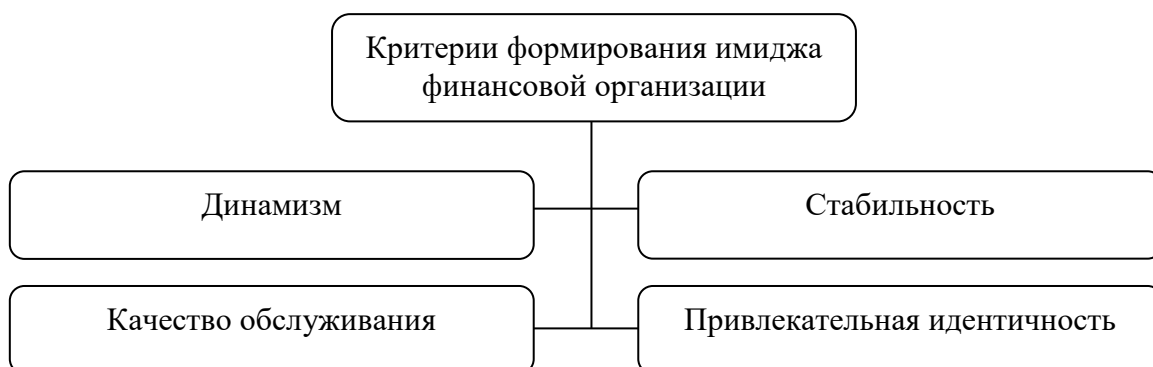 Критерии формирования имиджа
финансовой организации
Динамизм
Стабильность
Качество обслуживания
Привлекательная идентичность